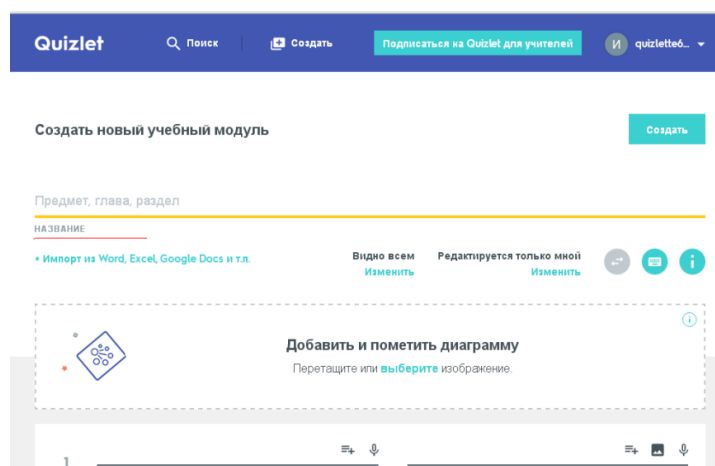 Quizlet
Поиск
Создать
Подписаться на Quizlet для учителей
И
quizlette6...
Создать новый учебный модуль
Создать
Предмет, глава, раздел
НАЗВАНИЕ
+ Импорт из Word, Excel, Google Docs и т.п.
Видно всем
Изменить
Редактируется только мной
Изменить
Добавить и пометить диаграмму
Перетащите или выберите изображение.
1